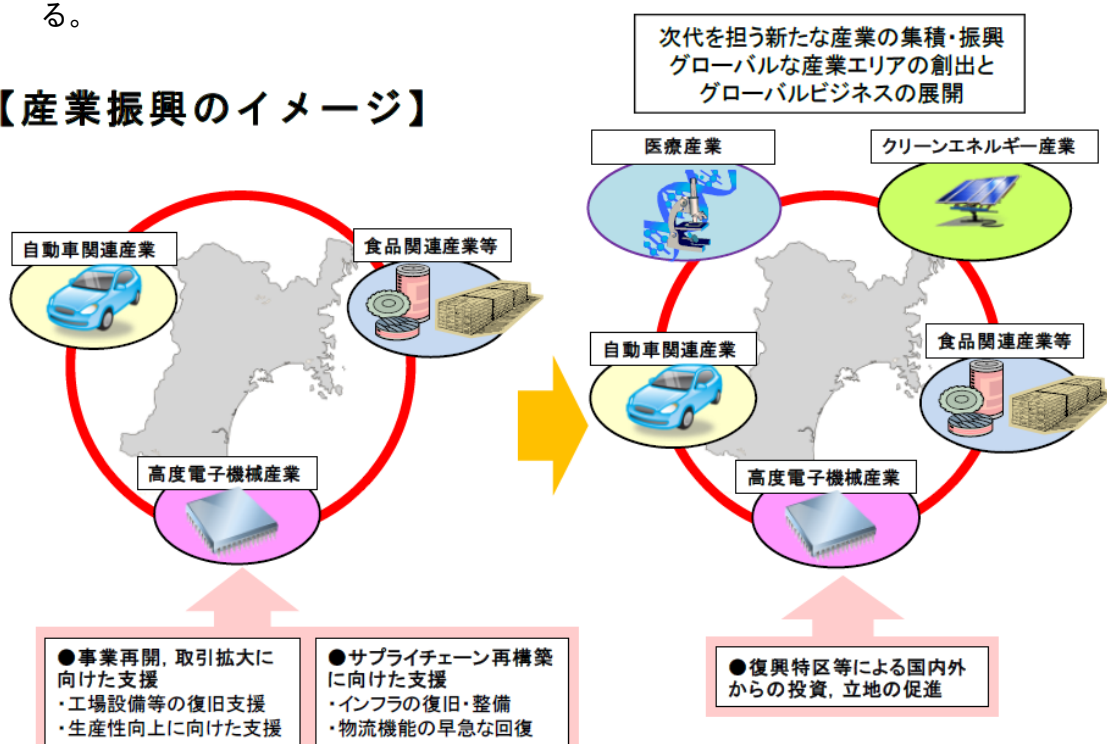 る。
【産業振興のイメージ】
次代を担う新たな産業の集積・振興
グローバルな産業エリアの創出と
グローバルビジネスの展開
自動車関連産業
食品関連産業等
高度電子機械産業
医療産業
クリーンエネルギー産業
自動車関連産業
食品関連産業等
高度電子機械産業
●事業再開，取引拡大に
向けた支援
・工場設備等の復旧支援
・生産性向上に向けた支援
●サプライチェーン再構築
に向けた支援
・インフラの復旧・整備
・物流機能の早急な回復
●復興特区等による国内外
からの投資，立地の促進